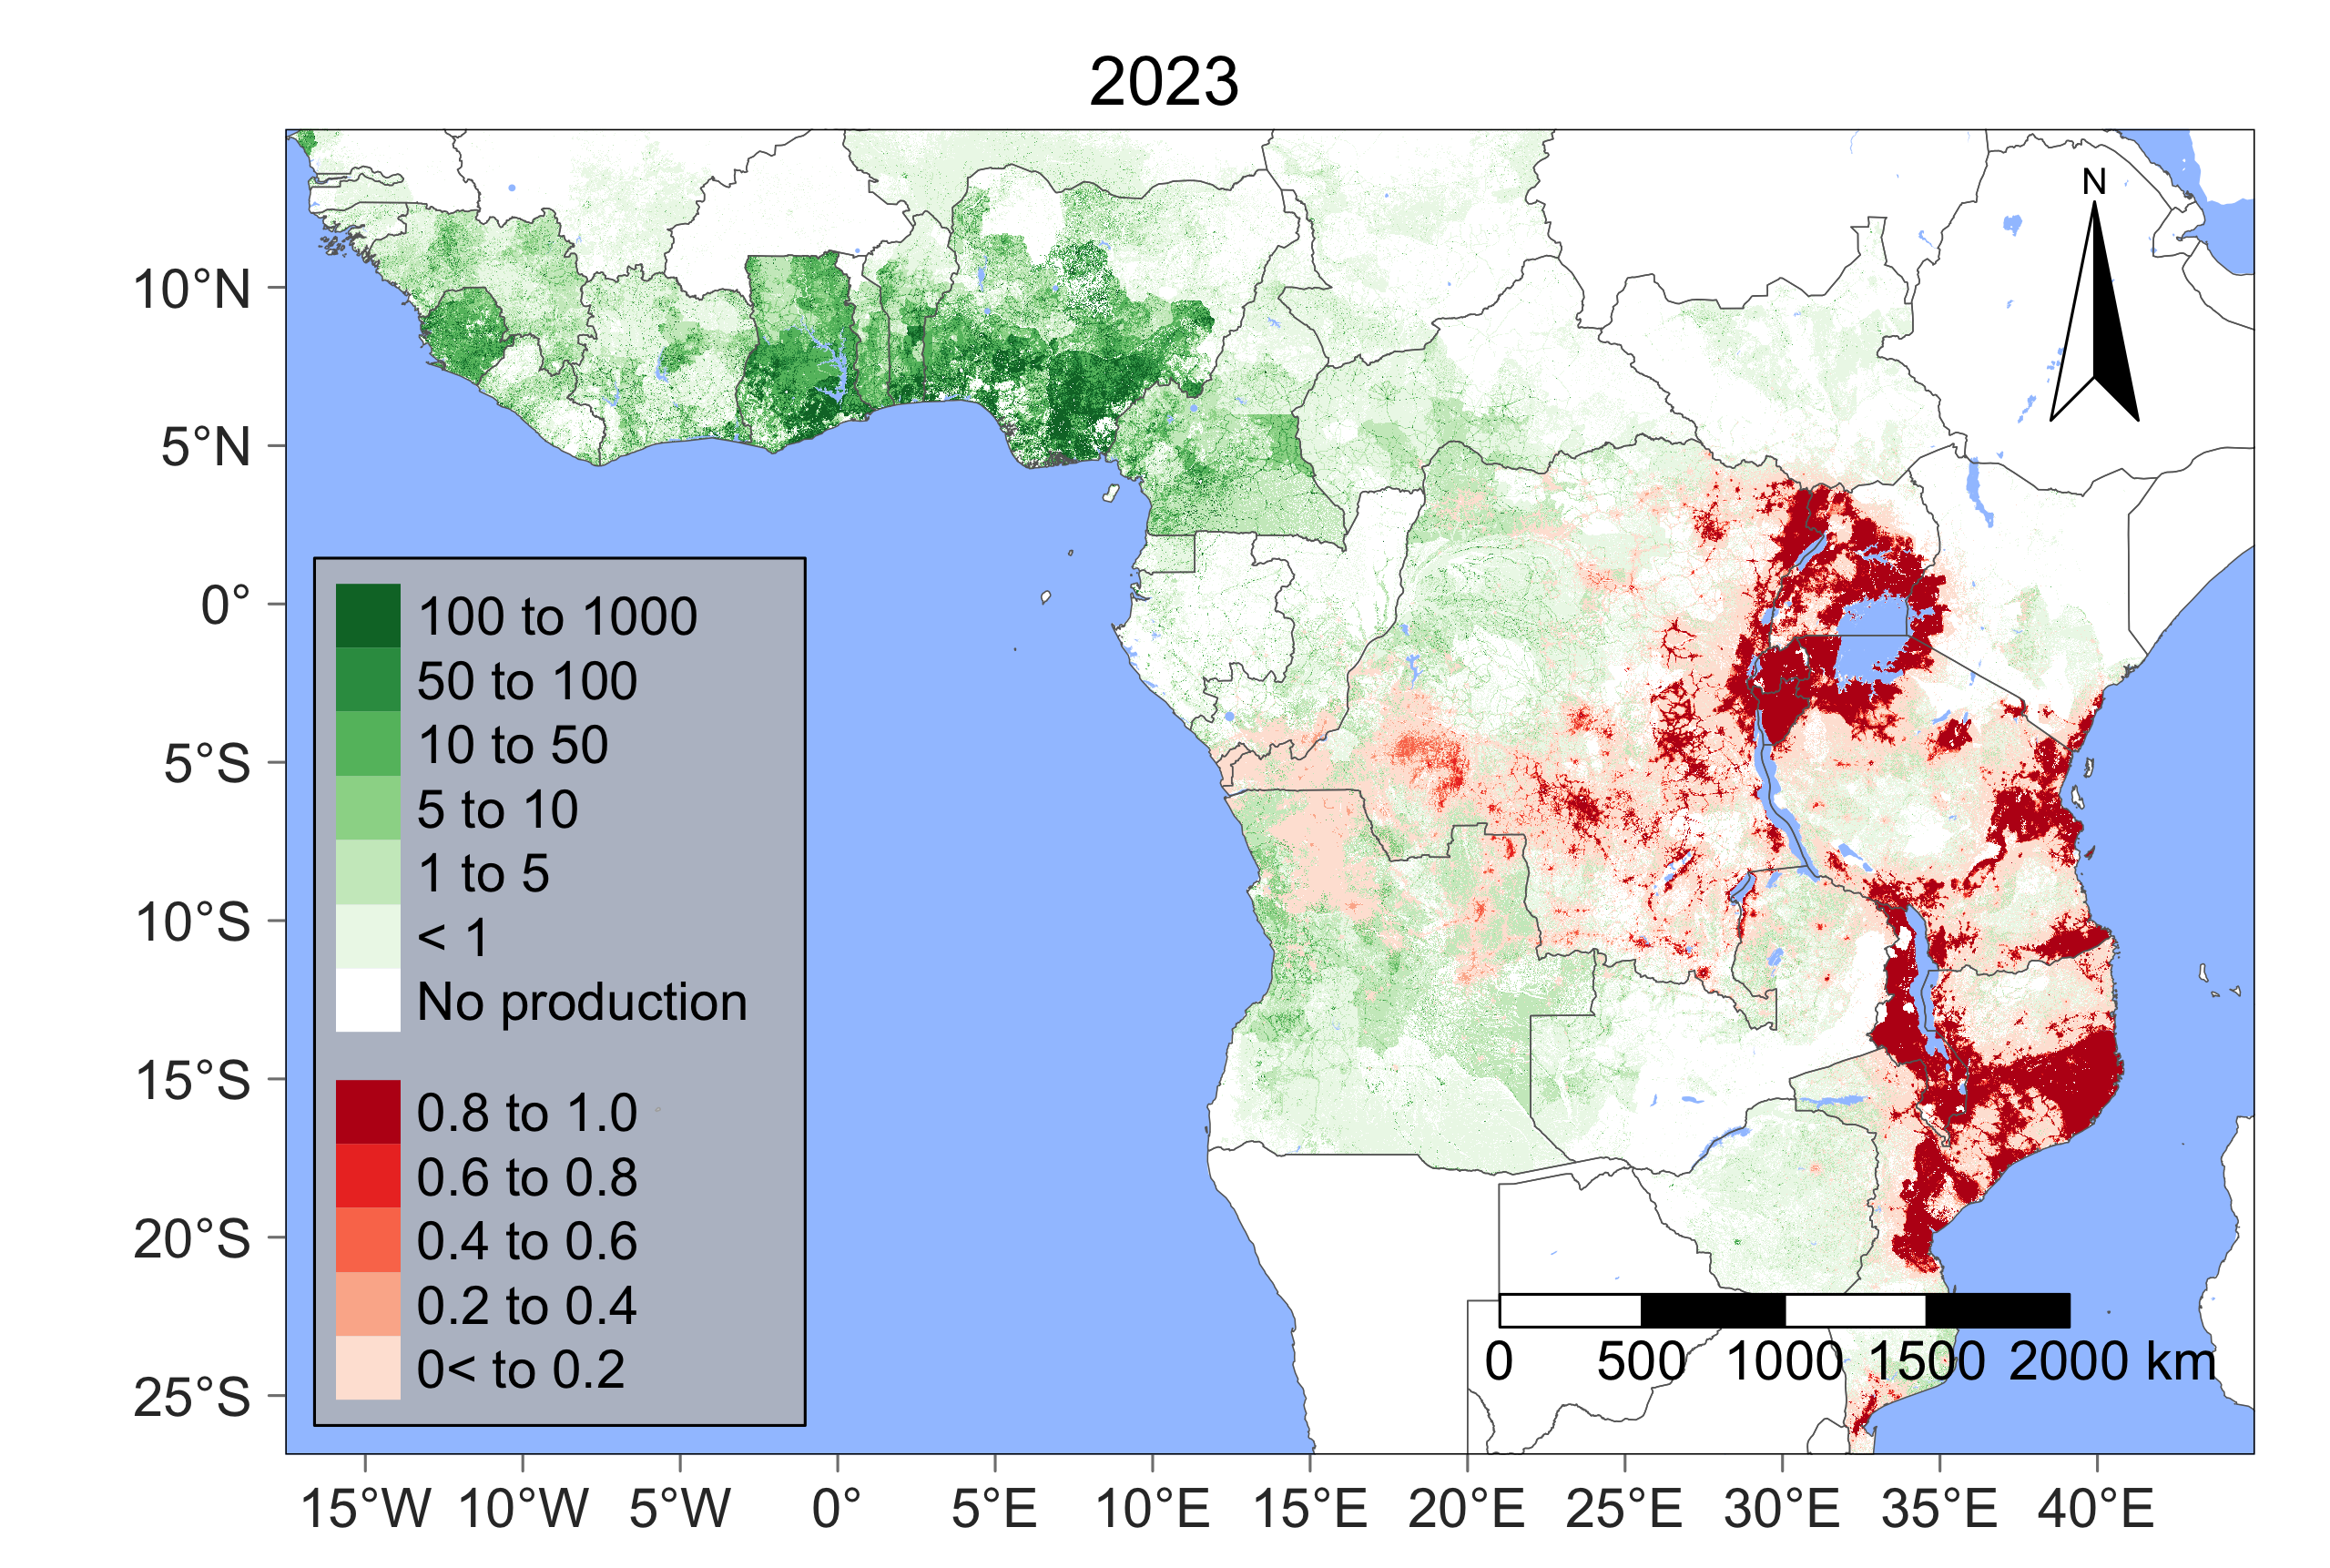 2023
N
10°N
5°N
0°
5°S
10°S
15°S
20°S
25°S
100 to 1000
50 to 100
10 to 50
5 to 10
1 to 5
< 1
No production
0.8 to 1.0
0.6 to 0.8
0.4 to 0.6
0.2 to 0.4
0< to 0.2
0 500 1000 1500 2000 km
15°W 10°W 5°W 0° 5°E 10°E 15°E 20°E 25°E 30°E 35°E 40°E